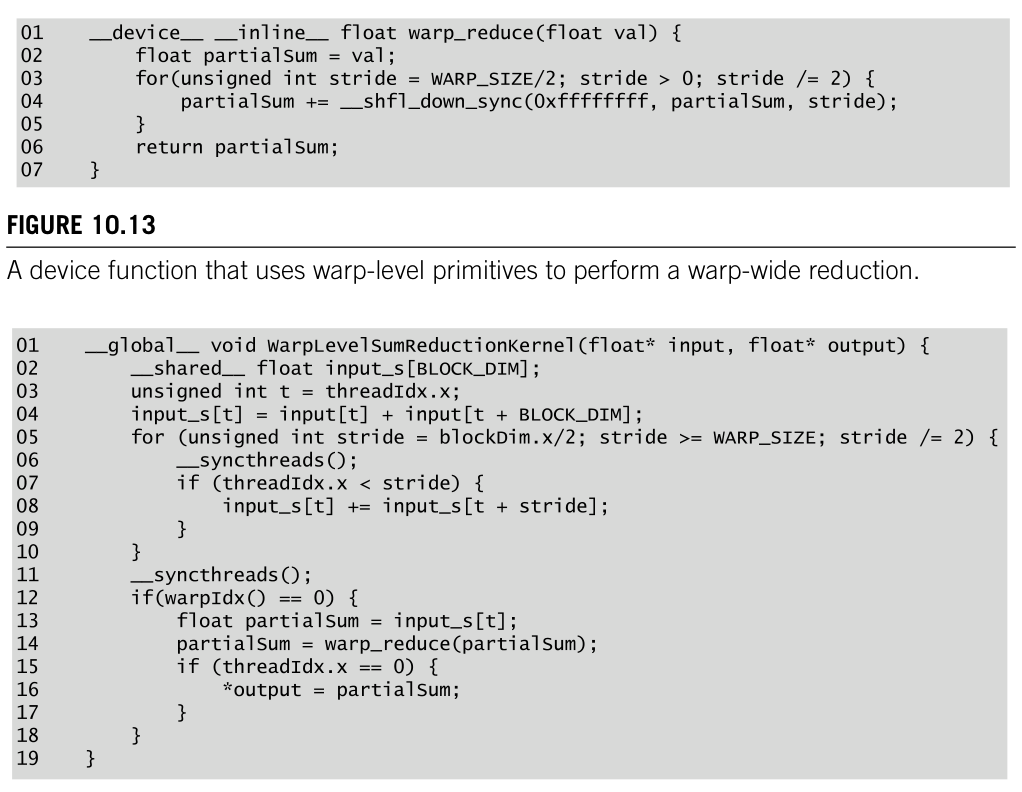 01    __device__ __inline__ float warp_reduce(float val) {
02        float partialSum = val;
03        for(unsigned int stride = WARP_SIZE/2; stride > 0; stride /= 2) {
04            partialSum += __shfl_down_sync(0xffffffff, partialSum, stride);
05        }
06        return partialSum;
07    }
FIGURE 10.13
A device function that uses warp-level primitives to perform a warp-wide reduction.
01    __global__ void WarpLevelSumReductionKernel(float* input, float* output) {
02        __shared__ float input_s[BLOCK_DIM];
03        unsigned int t = threadIdx.x;
04        input_s[t] = input[t] + input[t + BLOCK_DIM];
05        for (unsigned int stride = blockDim.x/2; stride >= WARP_SIZE; stride /= 2) {
06            __syncthreads();
07            if (threadIdx.x < stride) {
08                input_s[t] += input_s[t + stride];
09            }
10        }
11        __syncthreads();
12        if(warpIdx() == 0) {
13            float partialSum = input_s[t];
14            partialSum = warp_reduce(partialSum);
15            if (threadIdx.x == 0) {
16                *output = partialSum;
17            }
18        }
19    }